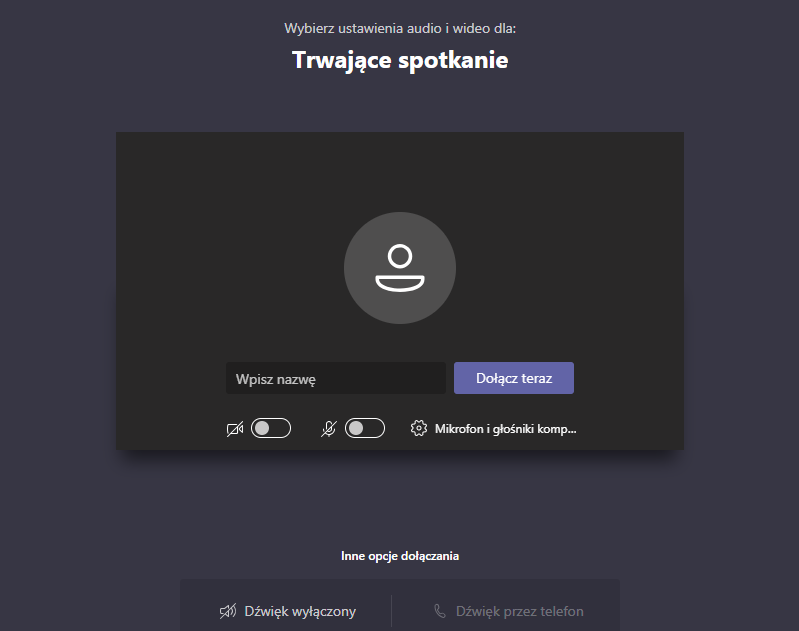 Wybierz ustawienia audio i wideo dla:
Trwające spotkanie
Wpisz nazwę
Dołącz teraz
Mikrofon i głośniki komp...
Inne opcje dołączania
Dźwięk wyłączony
Dźwięk przez telefon